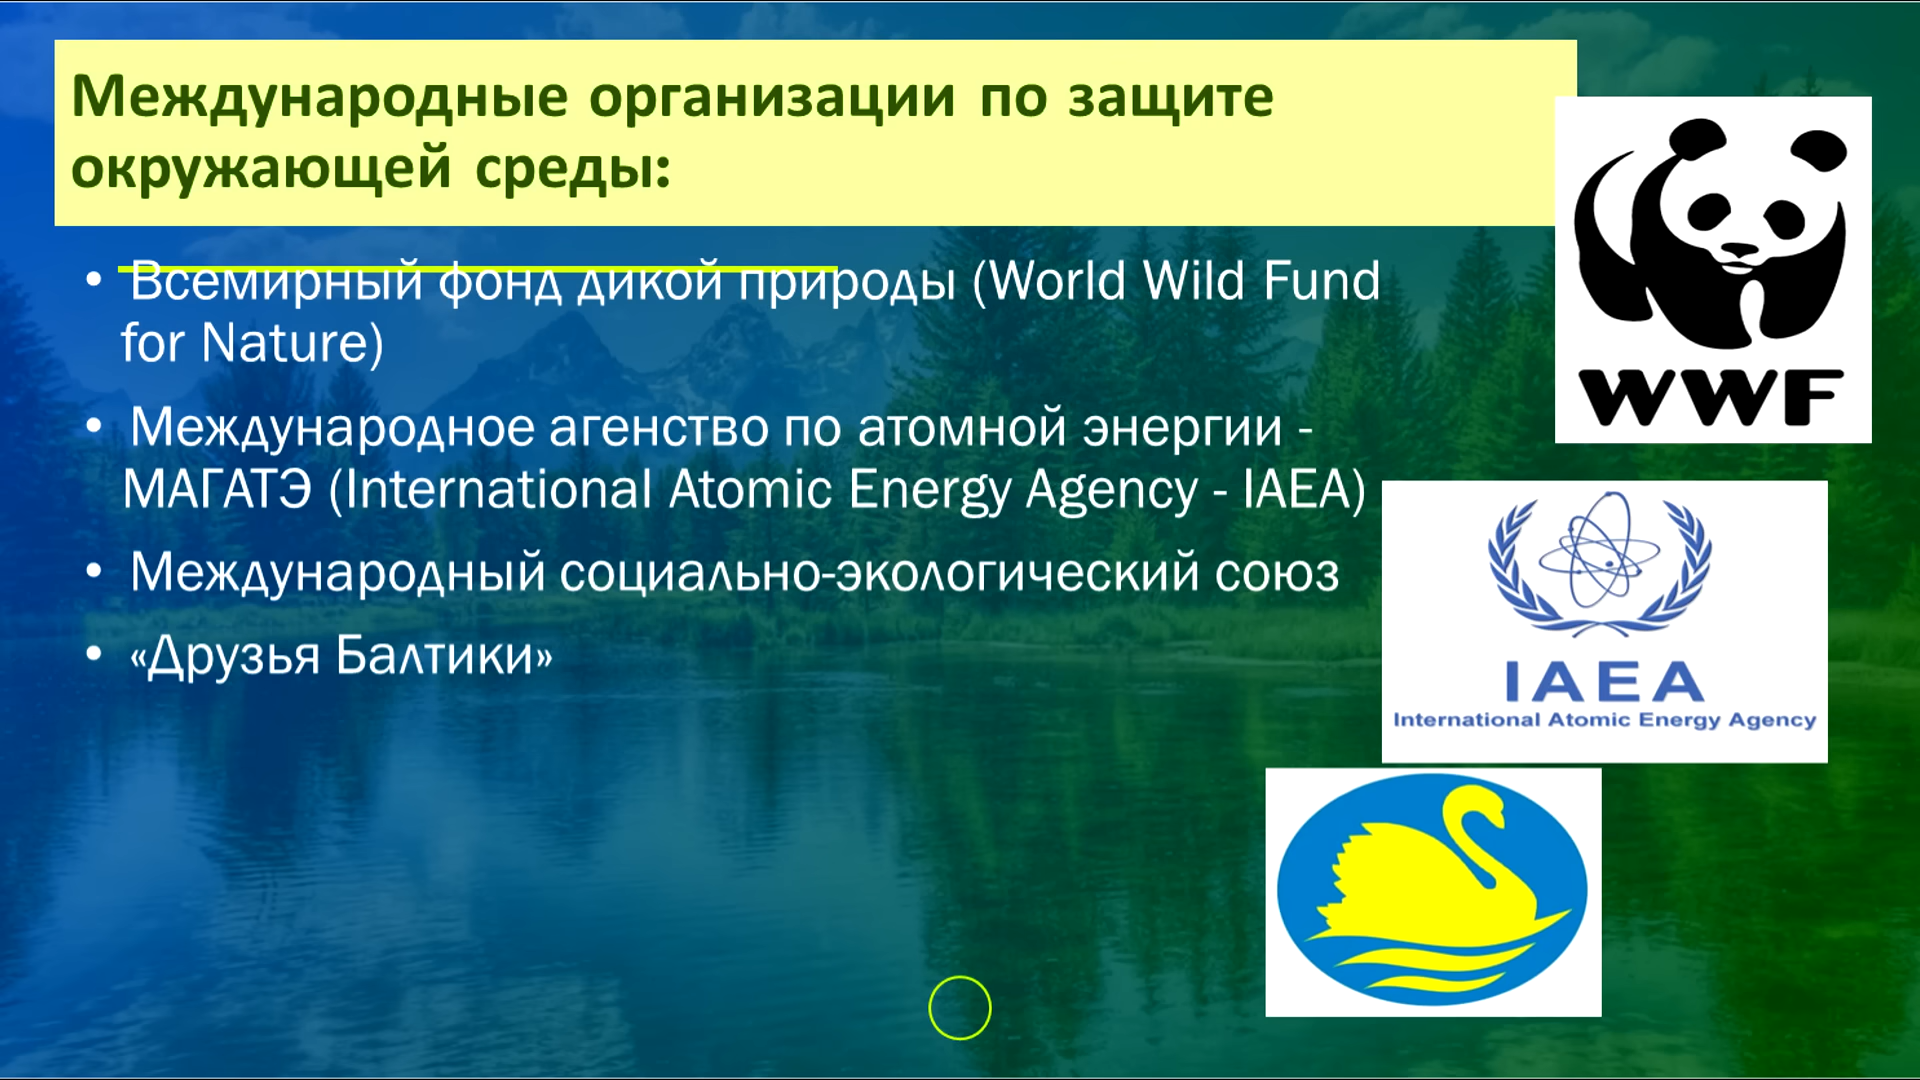 Международные организации по защите
окружающей среды:
• Всемирный фонд дикой природы (World Wild Fund
for Nature)
• Международное агенство по атомной энергии -
МАГАТЭ (International Atomic Energy Agency - IAEA)
• Международный социально-экологический союз
• «Друзья Балтики»
WWF
IAEA
International Atomic Energy Agency